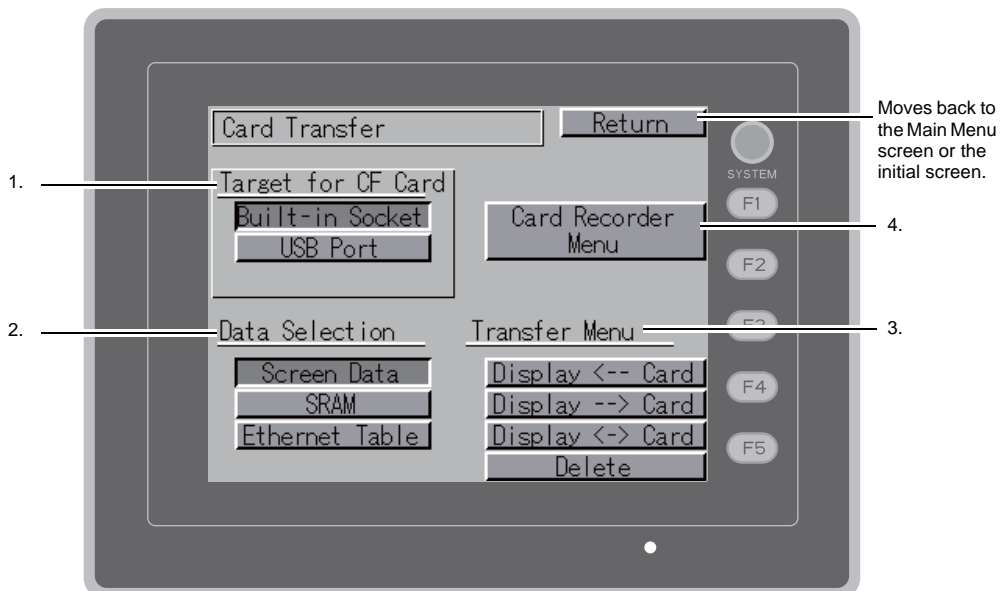 Card Transfer
Return
Moves back to
the Main Menu
screen or the
initial screen.
SYSTEM
1.
Target for CF Card
Built-in Socket
USB Port
Card Recorder
Menu
F1
4.
F2
2.
Data Selection
Transfer Menu
F3
3.
Screen Data
SRAM
Ethernet Table
Display <-- Card
Display --> Card
Display <-> Card
Delete
F4
F5